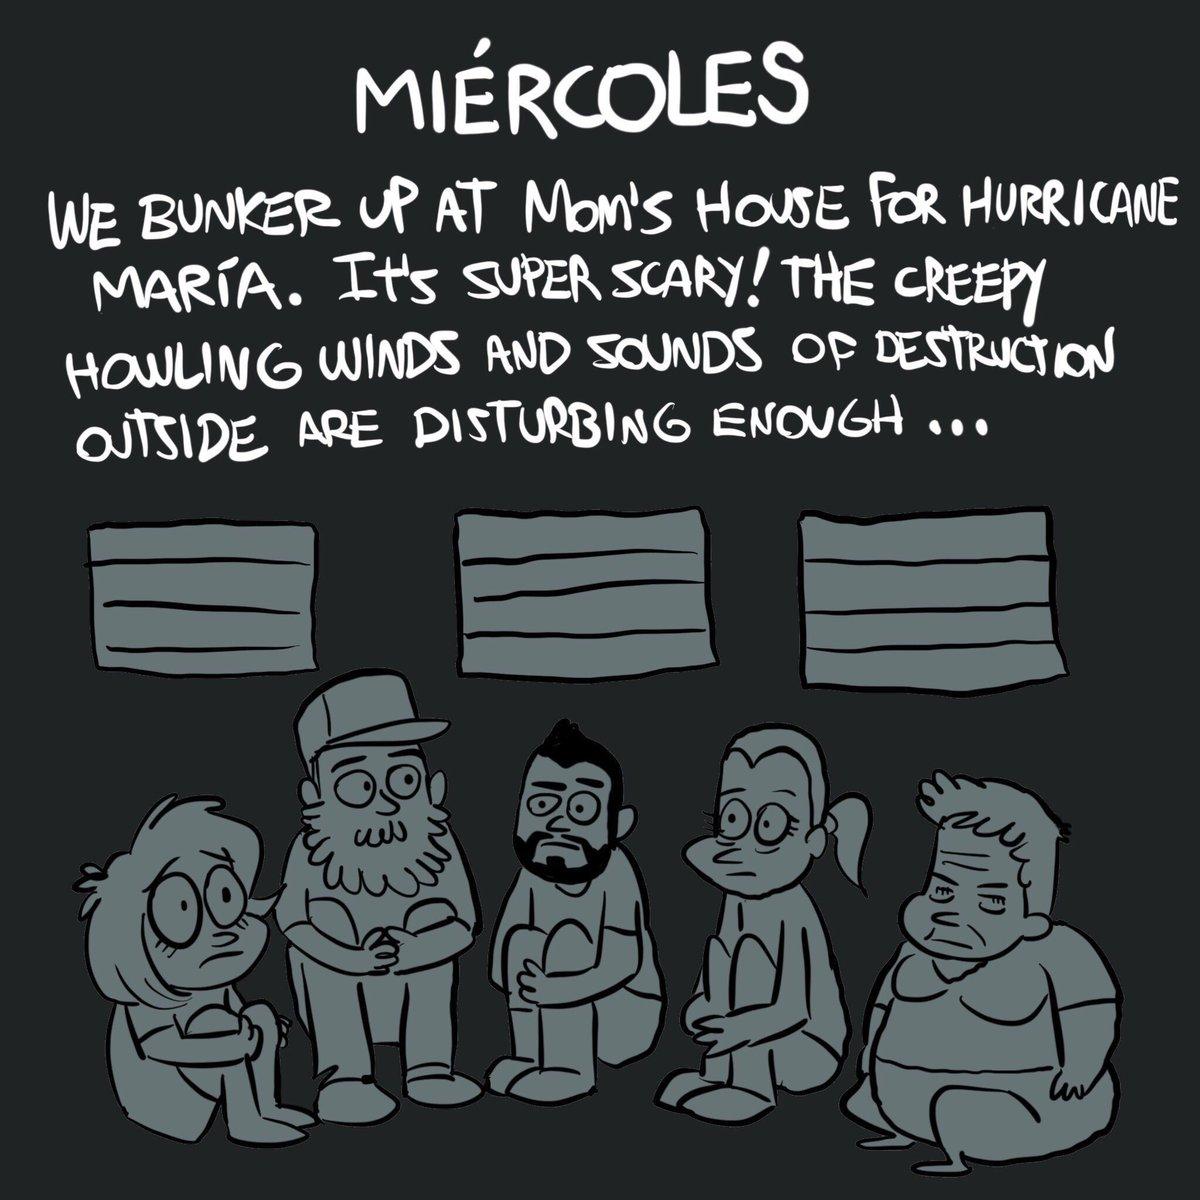 MIÉRCOLES
WE BUNKER UP AT MOM'S HOUSE FOR HURRICANE
MARÍA. IT'S SUPER SCARY! THE CREEPY
HOWLING WINDS AND SOUNDS OF DESTRUCTION
OUTSIDE ARE DISTURBING ENOUGH...